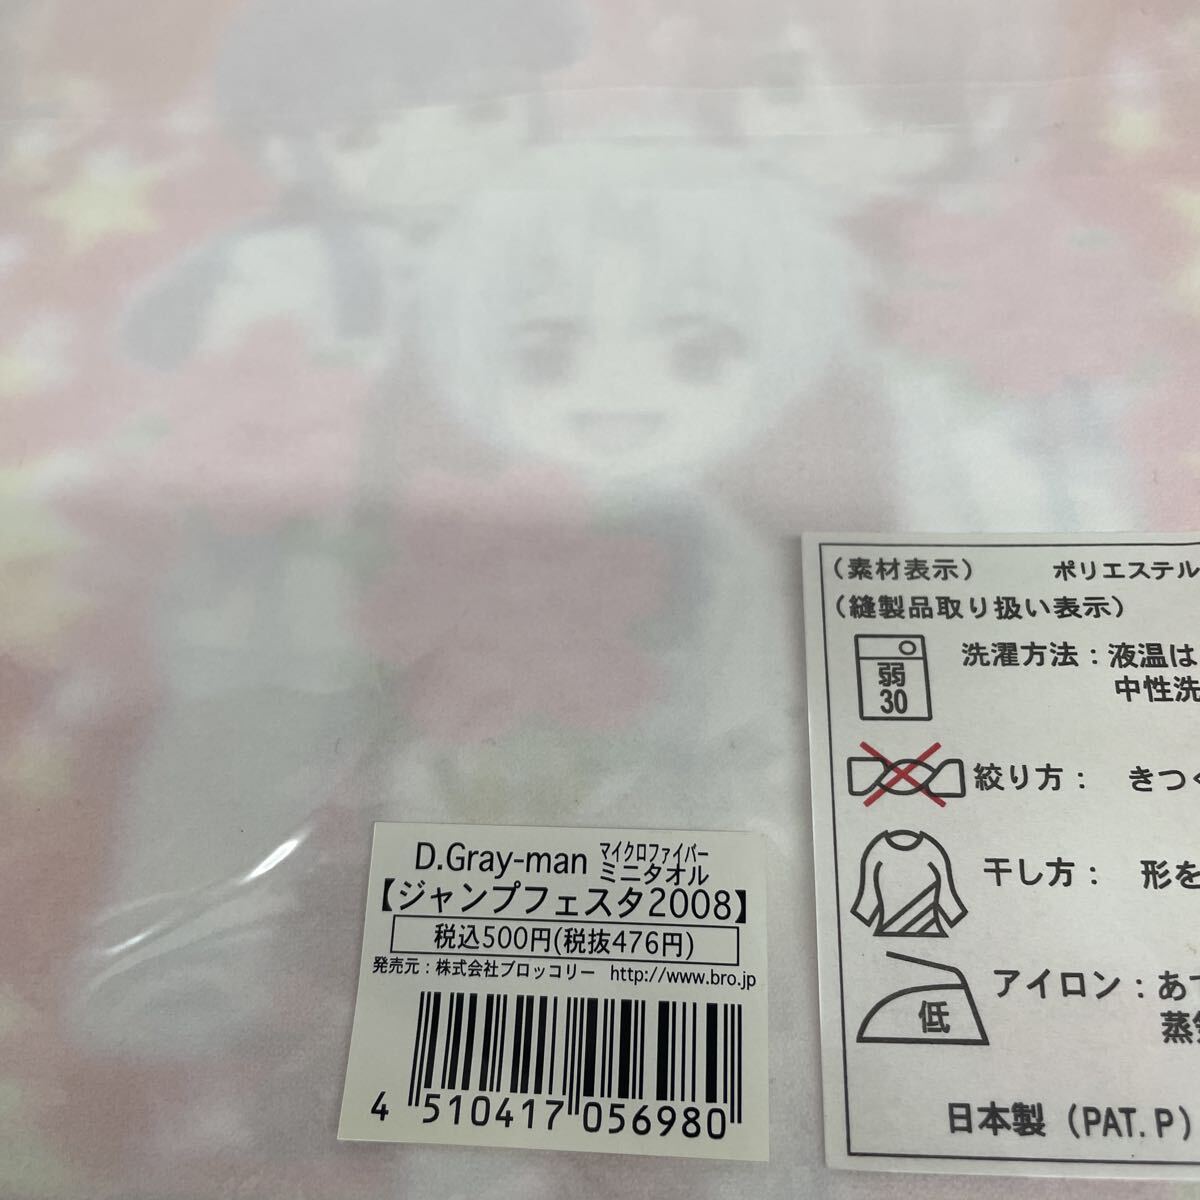 D.Gray-man マイクロファイバー
ミニタオル
【ジャンプフェスタ2008】
税込500円(税抜476円)
発売元：株式会社ブロッコリー http://www.bro.jp
4 510417 056980
（素材表示） ポリエステル
（縫製品取り扱い表示）
弱
30
洗濯方法：液温は
中性洗
絞り方： きつく
干し方： 形を
低
アイロン：あて
蒸気
日本製（PAT.P）